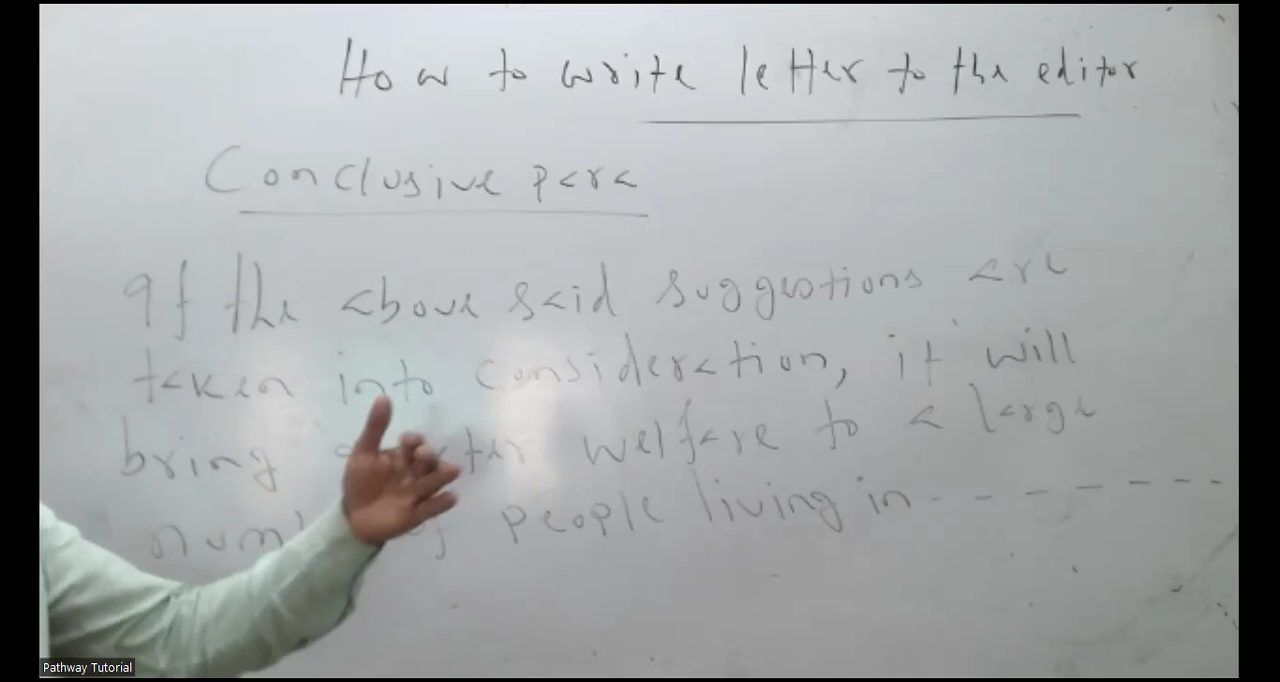 How to write letter to the editor
Conclusive para
If the above said suggestions are
taken into consideration, it will
bring welfare to a large
people living in - - - - - - -
Pathway Tutorial